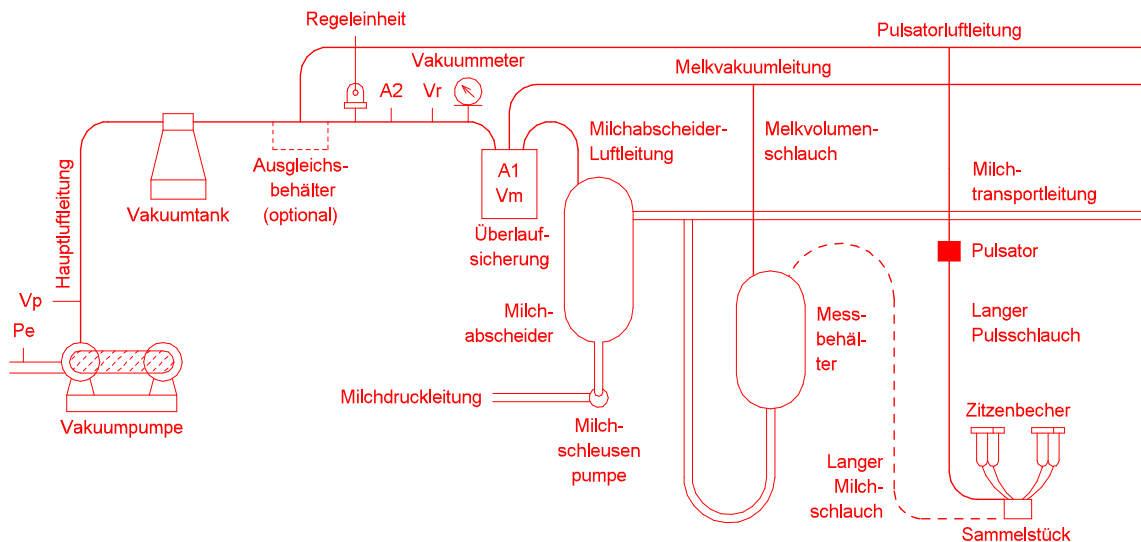 Regeleinheit
Pulsatorluftleitung
Vakuummeter
Melkvakuumleitung
A2
Vr
Hauptluftleitung
Ausgleichs-
behälter
(optional)
Vakuumtank
A1
Vm
Überlauf-
sicherung
Milchabscheider-
Luftleitung
Melkvolumen-
schlauch
Milch-
transportleitung
Pulsator
Vp
Pe
Milch-
abscheider
Mess-
behäl-
ter
Langer
Pulsschlauch
Milchdruckleitung
Vakuumpumpe
Milch-
schleusen
pumpe
Zitzenbecher
Langer
Milch-
schlauch
Sammelstück